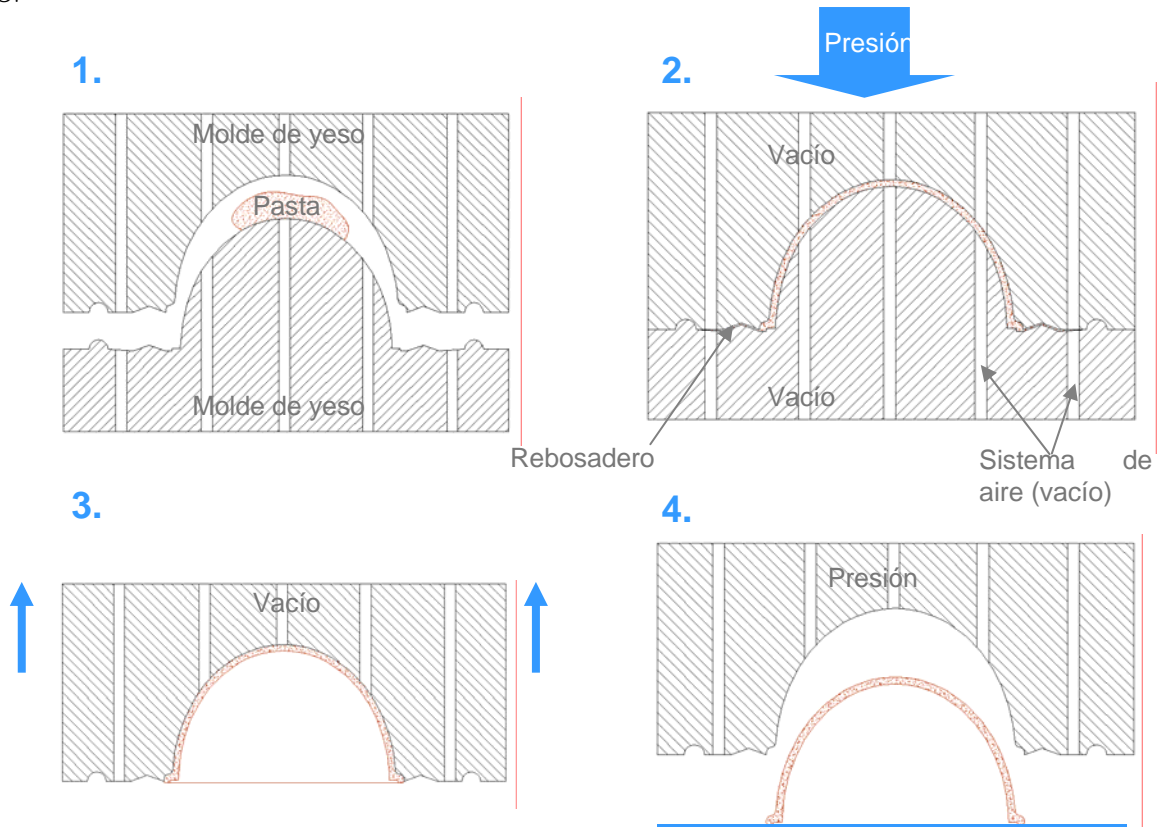 1.
Molde de yeso
Pasta
Molde de yeso
2.
Presión
Vacío
Vacío
Rebosadero
Sistema de
aire (vacío)
3.
Vacío
4.
Presión